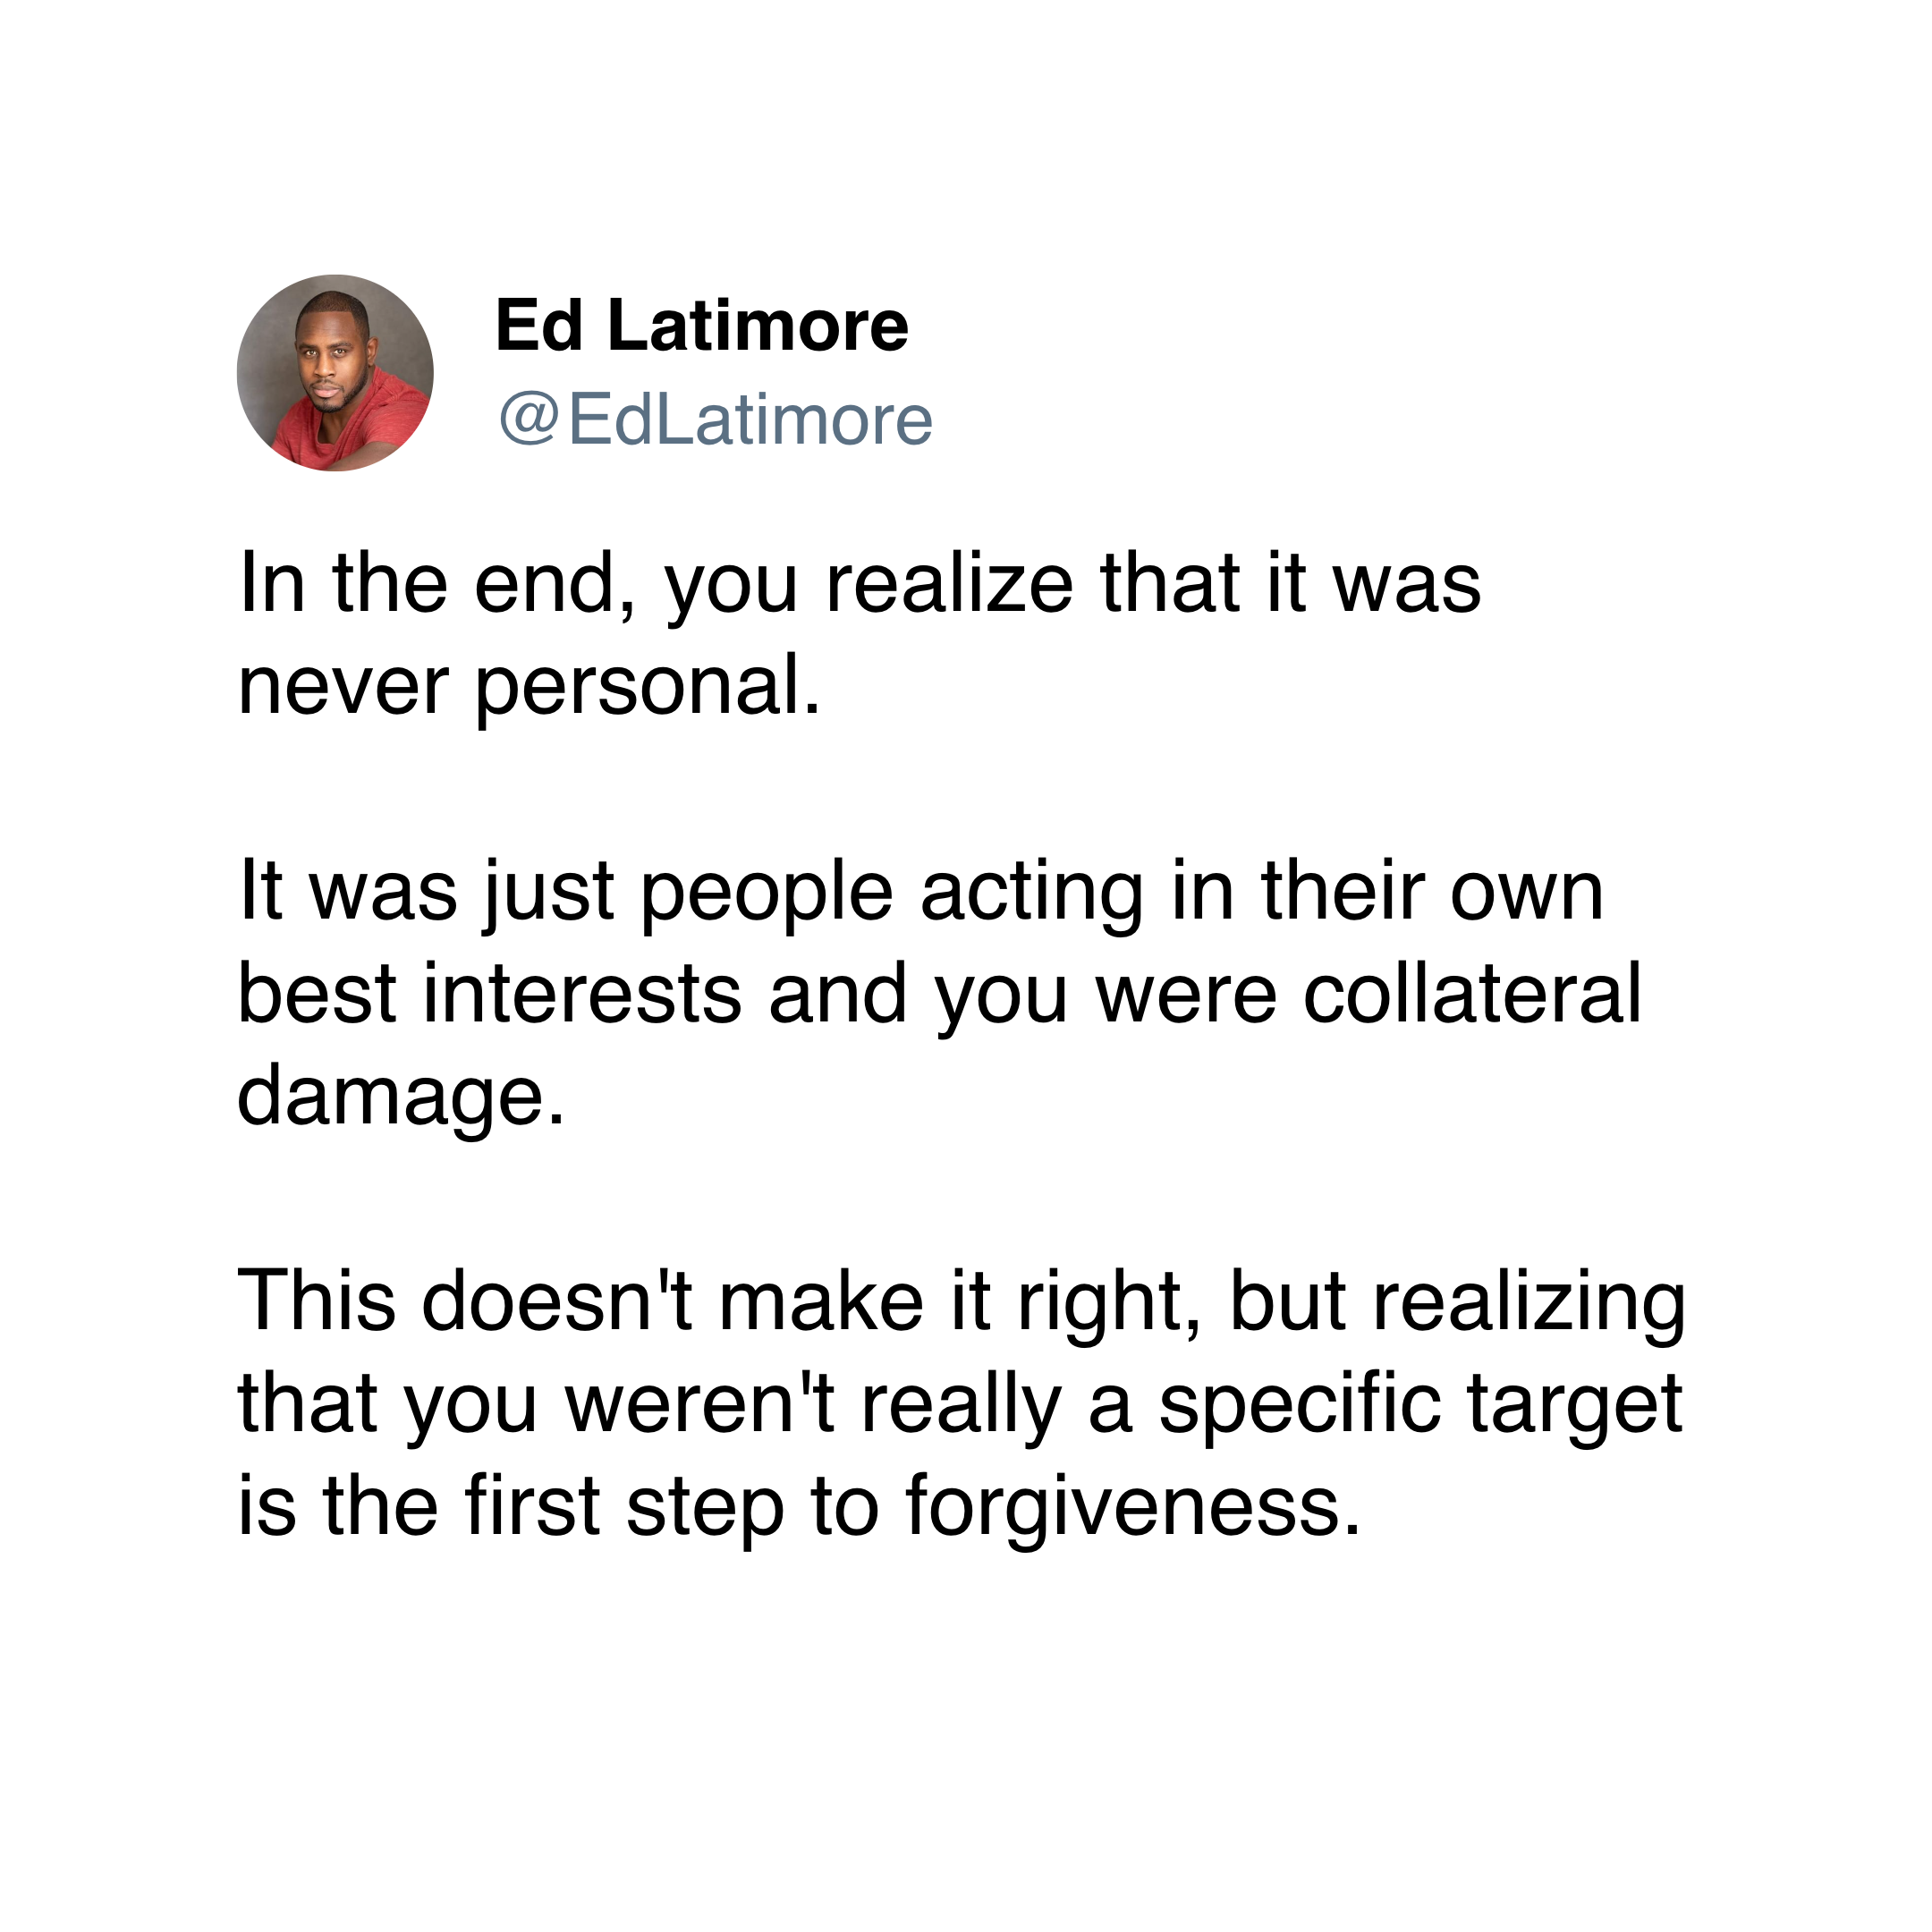 Ed Latimore
@EdLatimore
In the end, you realize that it was
never personal.
It was just people acting in their own
best interests and you were collateral
damage.
This doesn't make it right, but realizing
that you weren't really a specific target
is the first step to forgiveness.